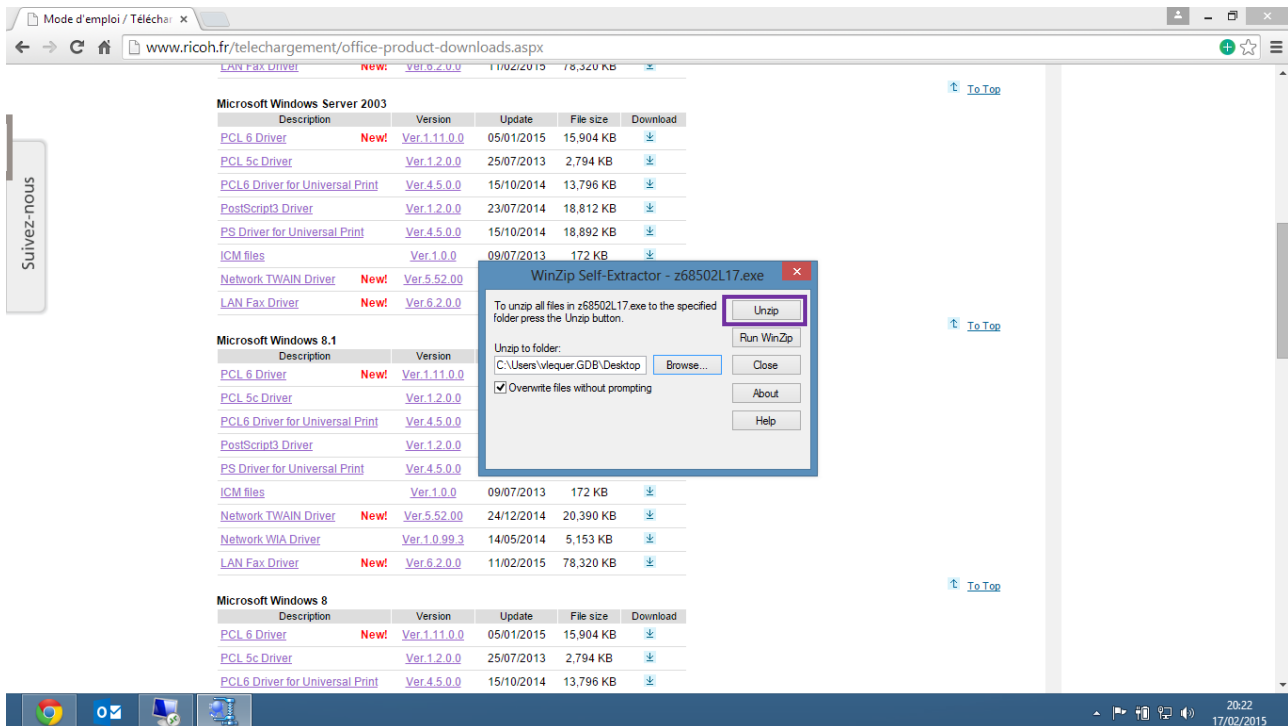 Mode d'emploi / Téléchar
www.ricoh.fr/telechargement/office-product-downloads.aspx
LAN Fax Driver New! Ver.6.2.0.0 11/02/2015 78,320 KB
To Top
Microsoft Windows Server 2003
Description Version Update File size Download
PCL 6 Driver New! Ver.1.11.0.0 05/01/2015 15,904 KB
PCL 5c Driver Ver.1.2.0.0 25/07/2013 2,794 KB
PCL6 Driver for Universal Print Ver.4.5.0.0 15/10/2014 13,796 KB
PostScript3 Driver Ver.1.2.0.0 23/07/2014 18,812 KB
PS Driver for Universal Print Ver.4.5.0.0 15/10/2014 18,892 KB
ICM files Ver.1.0.0 09/07/2013 172 KB
Network TWAIN Driver New! Ver.5.52.00
LAN Fax Driver New! Ver.6.2.0.0
Suivez-nous
WinZip Self-Extractor - z68502L17.exe
To unzip all files in z68502L17.exe to the specified
folder press the Unzip button.
Unzip to folder:
C:\Users\vlequer.GDB\Desktop
Browse...
Overwrite files without prompting
Unzip
Run WinZip
Close
About
Help
To Top
Microsoft Windows 8.1
Description Version
PCL 6 Driver New! Ver.1.11.0.0
PCL 5c Driver Ver.1.2.0.0
PCL6 Driver for Universal Print Ver.4.5.0.0
PostScript3 Driver Ver.1.2.0.0
PS Driver for Universal Print Ver.4.5.0.0
ICM files Ver.1.0.0 09/07/2013 172 KB
Network TWAIN Driver New! Ver.5.52.00 24/12/2014 20,390 KB
Network WIA Driver Ver.1.0.99.3 14/05/2014 5,153 KB
LAN Fax Driver New! Ver.6.2.0.0 11/02/2015 78,320 KB
To Top
Microsoft Windows 8
Description Version Update File size Download
PCL 6 Driver New! Ver.1.11.0.0 05/01/2015 15,904 KB
PCL 5c Driver Ver.1.2.0.0 25/07/2013 2,794 KB
PCL6 Driver for Universal Print Ver.4.5.0.0 15/10/2014 13,796 KB
20:22
17/02/2015